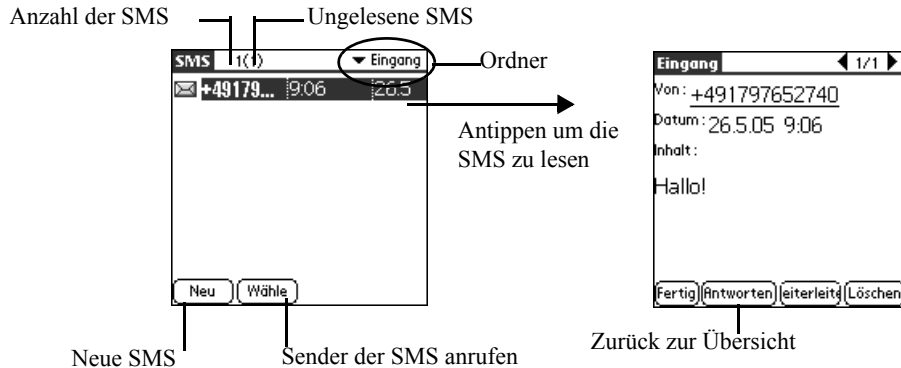 Anzahl der SMS
Ungelesene SMS
SMS 1(1) Eingang
Ordner
+49179... 9:06 26.5
Antippen um die
SMS zu lesen
Neu Wähle
Neue SMS
Sender der SMS anrufen
Eingang 1/1
Von: +491797652740
Datum: 26.5.05 9:06
Inhalt:
Hallo!
Fertig Antworten eiterleite Löschen
Zurück zur Übersicht